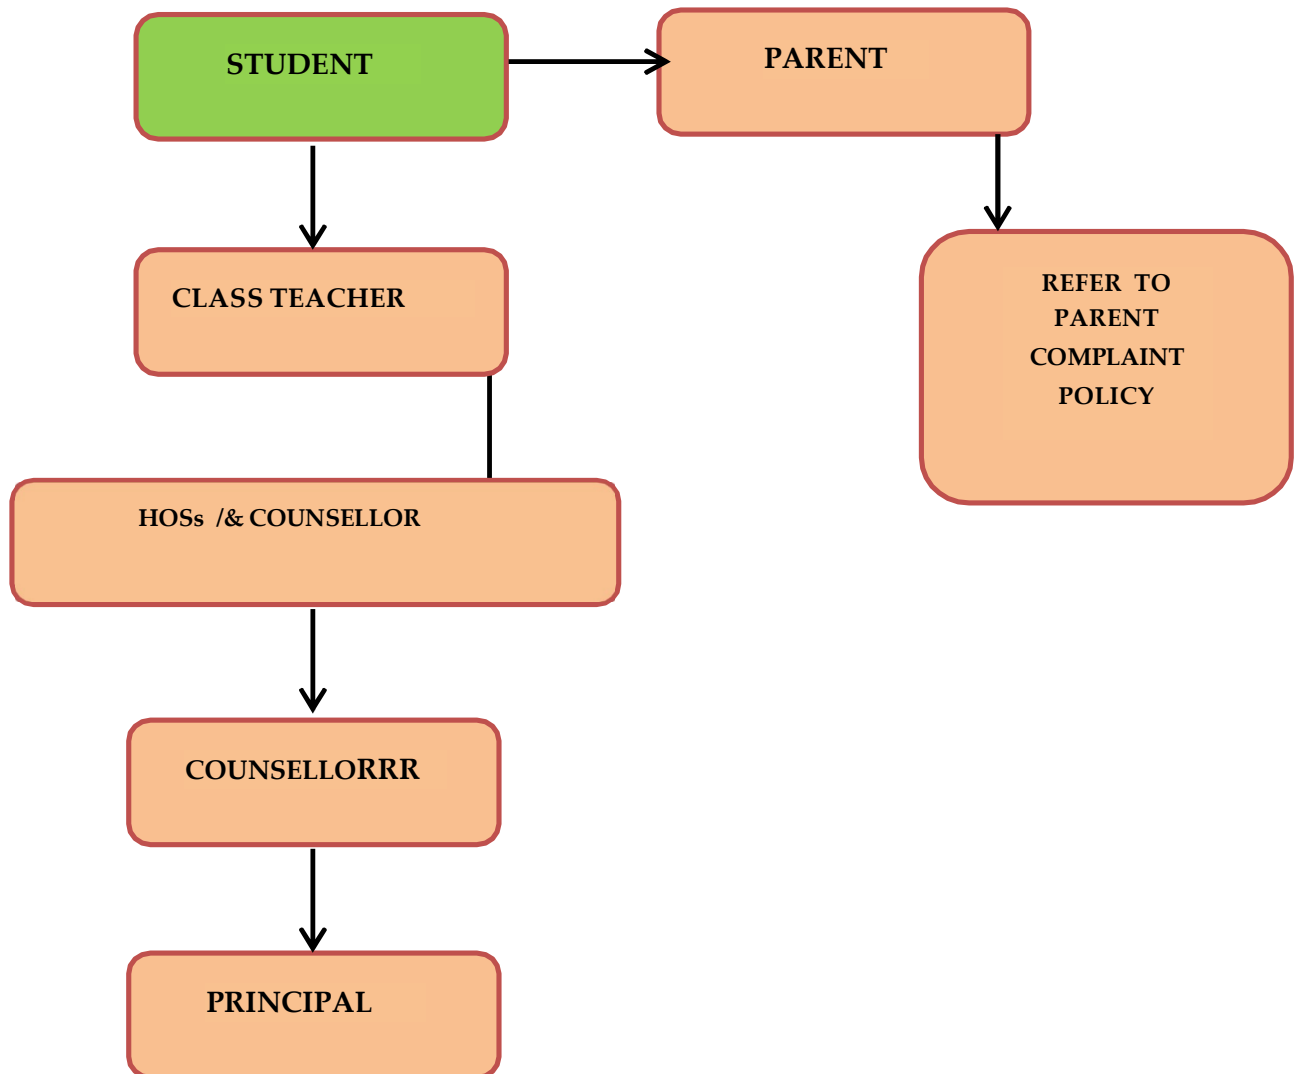 STUDENT
PARENT
CLASS TEACHER
REFER TO
PARENT
COMPLAINT
POLICY
HOSs /& COUNSELLOR
COUNSELLORRR
PRINCIPAL